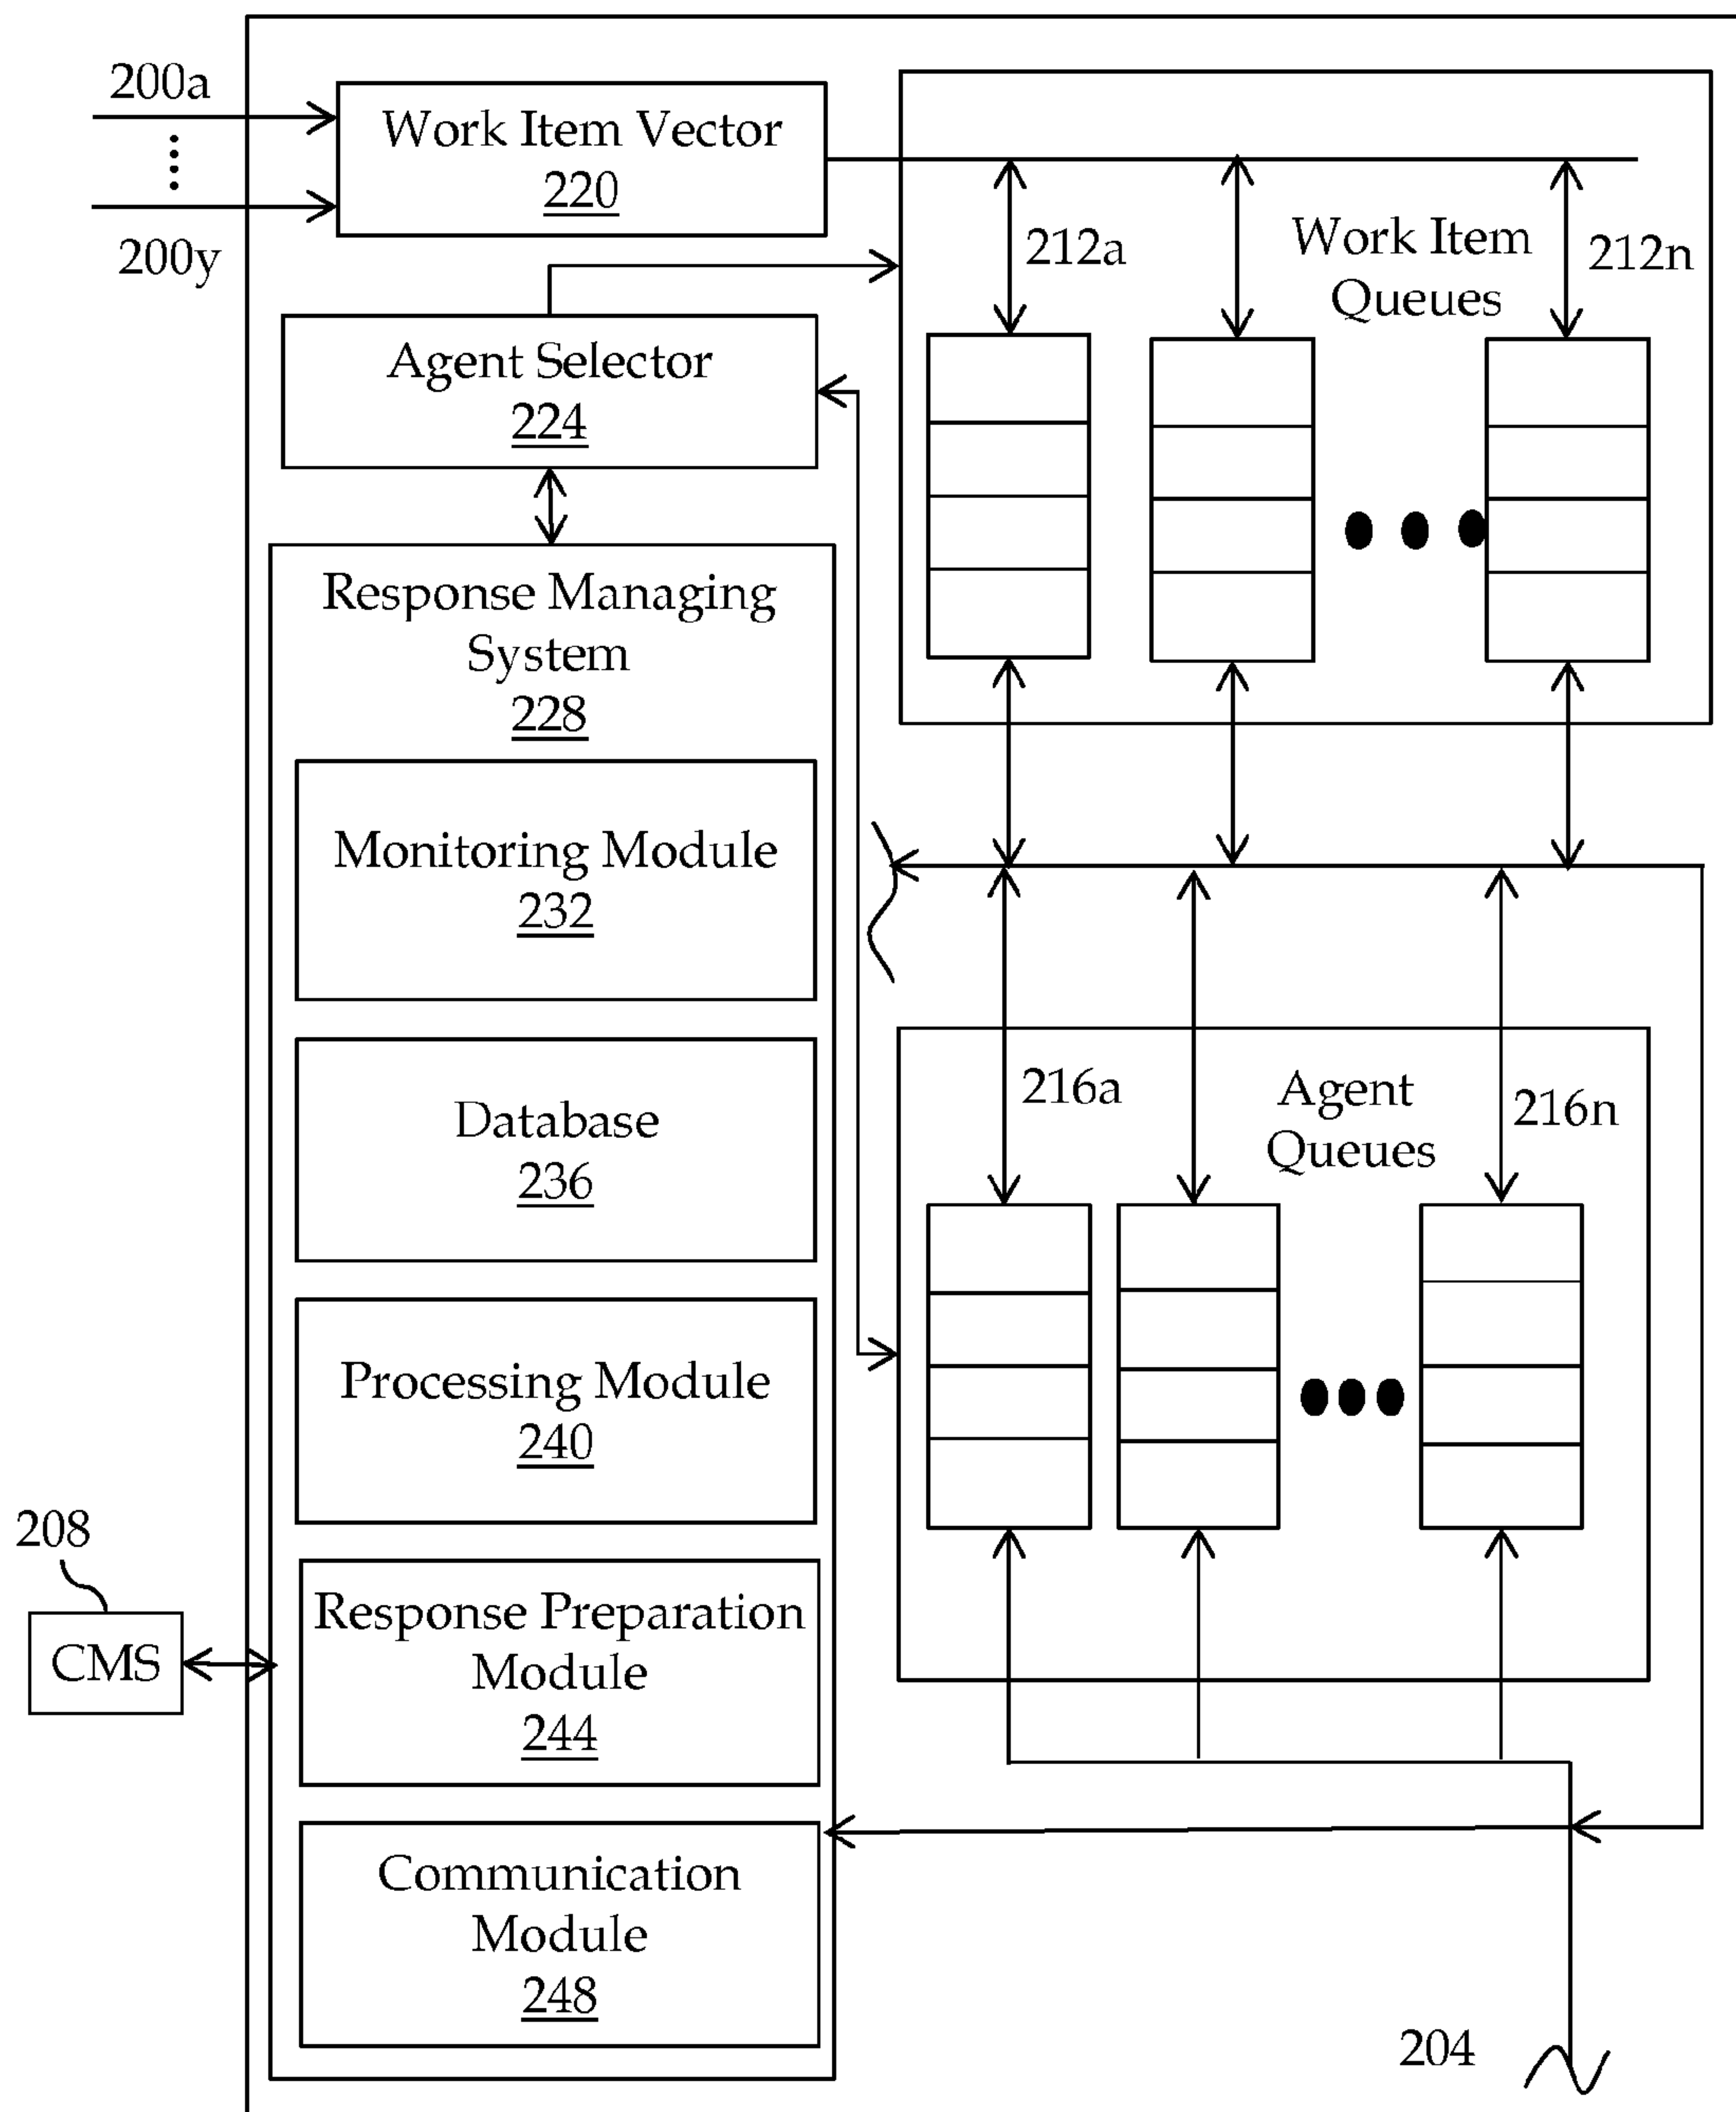 200a
200y
Work Item Vector
220
212a
Work Item
Queues
212n
Agent Selector
224
Response Managing
System
228
Monitoring Module
232
Database
236
Processing Module
240
Response Preparation
Module
244
Communication
Module
248
208
CMS
216a
Agent
Queues
216n
204